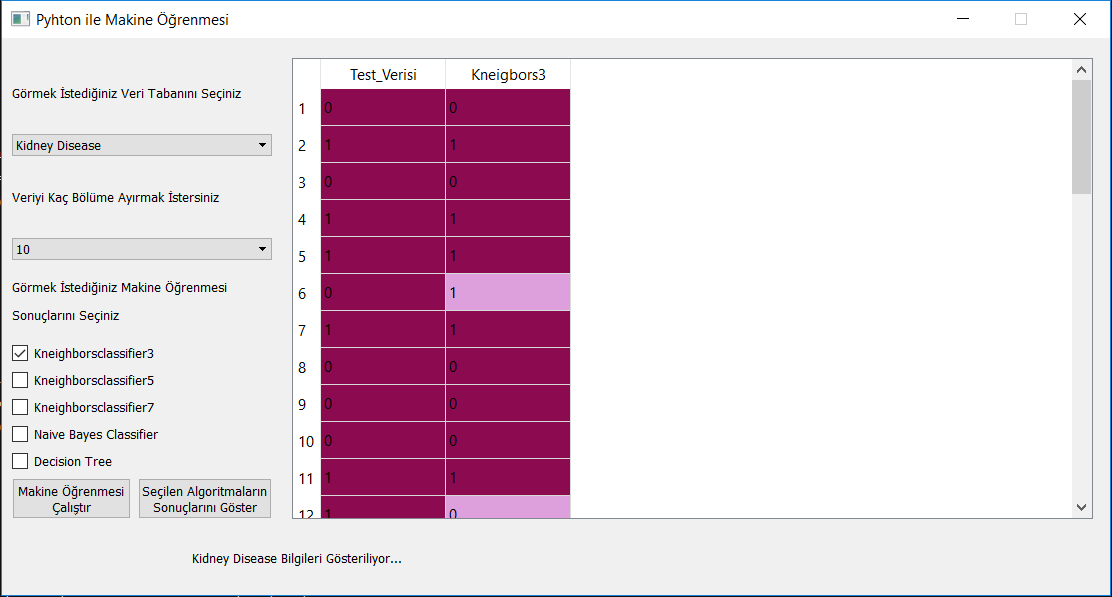 Pyhton ile Makine Öğrenmesi
Görmek İstediğiniz Veri Tabanını Seçiniz
Kidney Disease
Veriyi Kaç Bölüme Ayırmak İstersiniz
10
Görmek İstediğiniz Makine Öğrenmesi
Sonuçlarını Seçiniz
Kneighborsclassifier3
Kneighborsclassifier5
Kneighborsclassifier7
Naive Bayes Classifier
Decision Tree
Makine Öğrenmesi
Çalıştır
Seçilen Algoritmaların
Sonuçlarını Göster
Test_Verisi Kneigbors3
1 0 0
2 1 1
3 0 0
4 1 1
5 1 1
6 0 1
7 1 1
8 0 0
9 0 0
10 0 0
11 1 1
12 1 0
Kidney Disease Bilgileri Gösteriliyor...